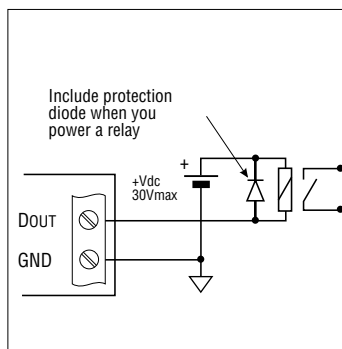 Include protection
diode when you
power a relay
+
+Vdc
30Vmax
DOUT
GND